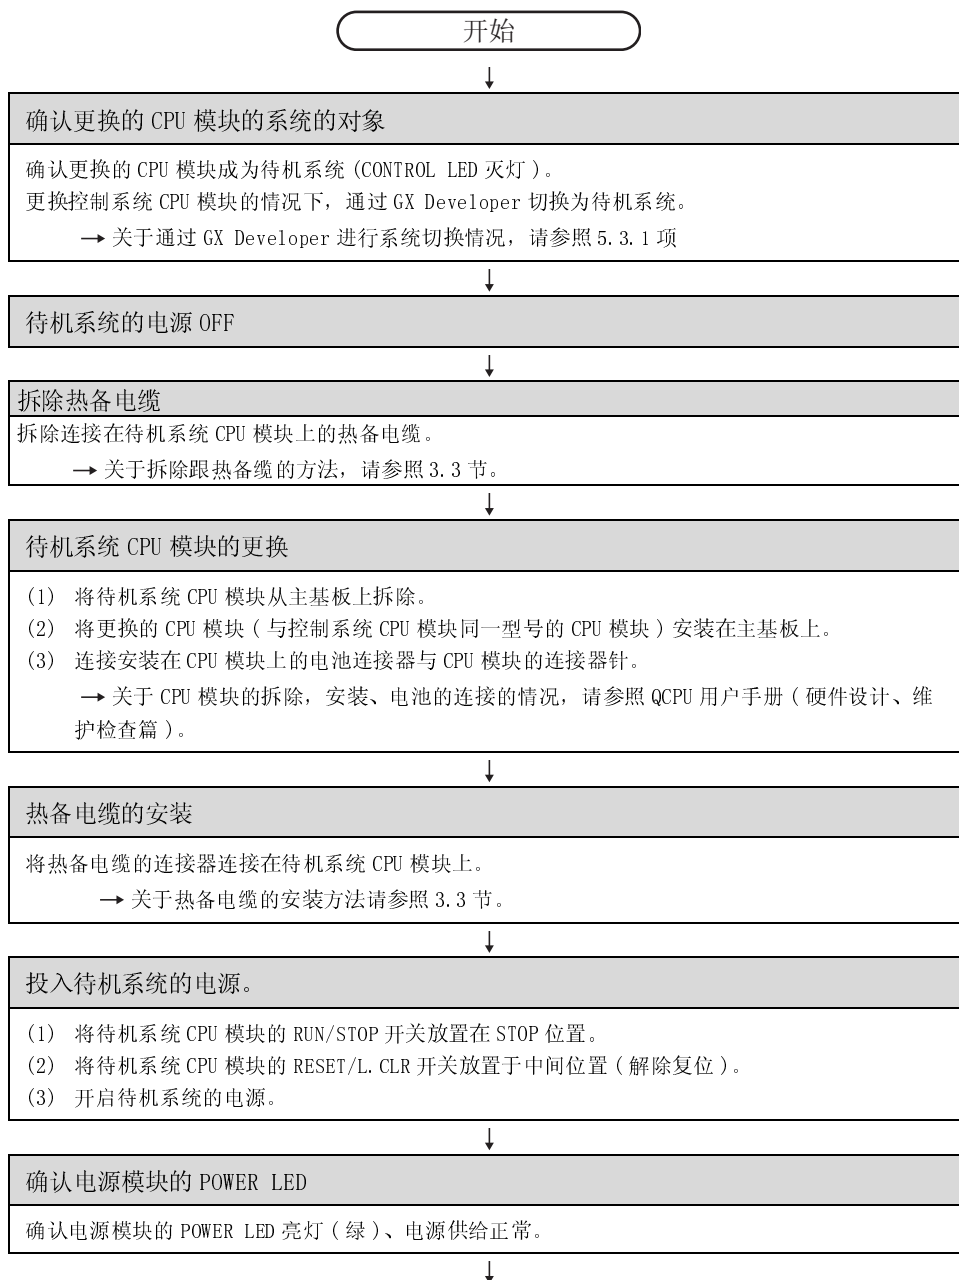 开始
确认更换的 CPU 模块的系统的对象
确认更换的 CPU 模块成为待机系统 (CONTROL LED 灭灯 )。
更换控制系统 CPU 模块的情况下，通过 GX Developer 切换为待机系统。
→ 关于通过 GX Developer 进行系统切换情况，请参照 5.3.1 项
待机系统的电源 OFF
拆除热备电缆
拆除连接在待机系统 CPU 模块上的热备电缆。
→ 关于拆除跟热备缆的方法，请参照 3.3 节。
待机系统 CPU 模块的更换
(1) 将待机系统 CPU 模块从主基板上拆除。
(2) 将更换的 CPU 模块 ( 与控制系统 CPU 模块同一型号的 CPU 模块 ) 安装在主基板上。
(3) 连接安装在 CPU 模块上的电池连接器与 CPU 模块的连接器针。
→ 关于 CPU 模块的拆除，安装、电池的连接的情况，请参照 QCPU 用户手册 ( 硬件设计、维
护检查篇 )。
热备电缆的安装
将热备电缆的连接器连接在待机系统 CPU 模块上。
→ 关于热备电缆的安装方法请参照 3.3 节。
投入待机系统的电源。
(1) 将待机系统 CPU 模块的 RUN/STOP 开关放置在 STOP 位置。
(2) 将待机系统 CPU 模块的 RESET/L.CLR 开关放置于中间位置 ( 解除复位 )。
(3) 开启待机系统的电源。
确认电源模块的 POWER LED
确认电源模块的 POWER LED 亮灯 ( 绿 )、电源供给正常。